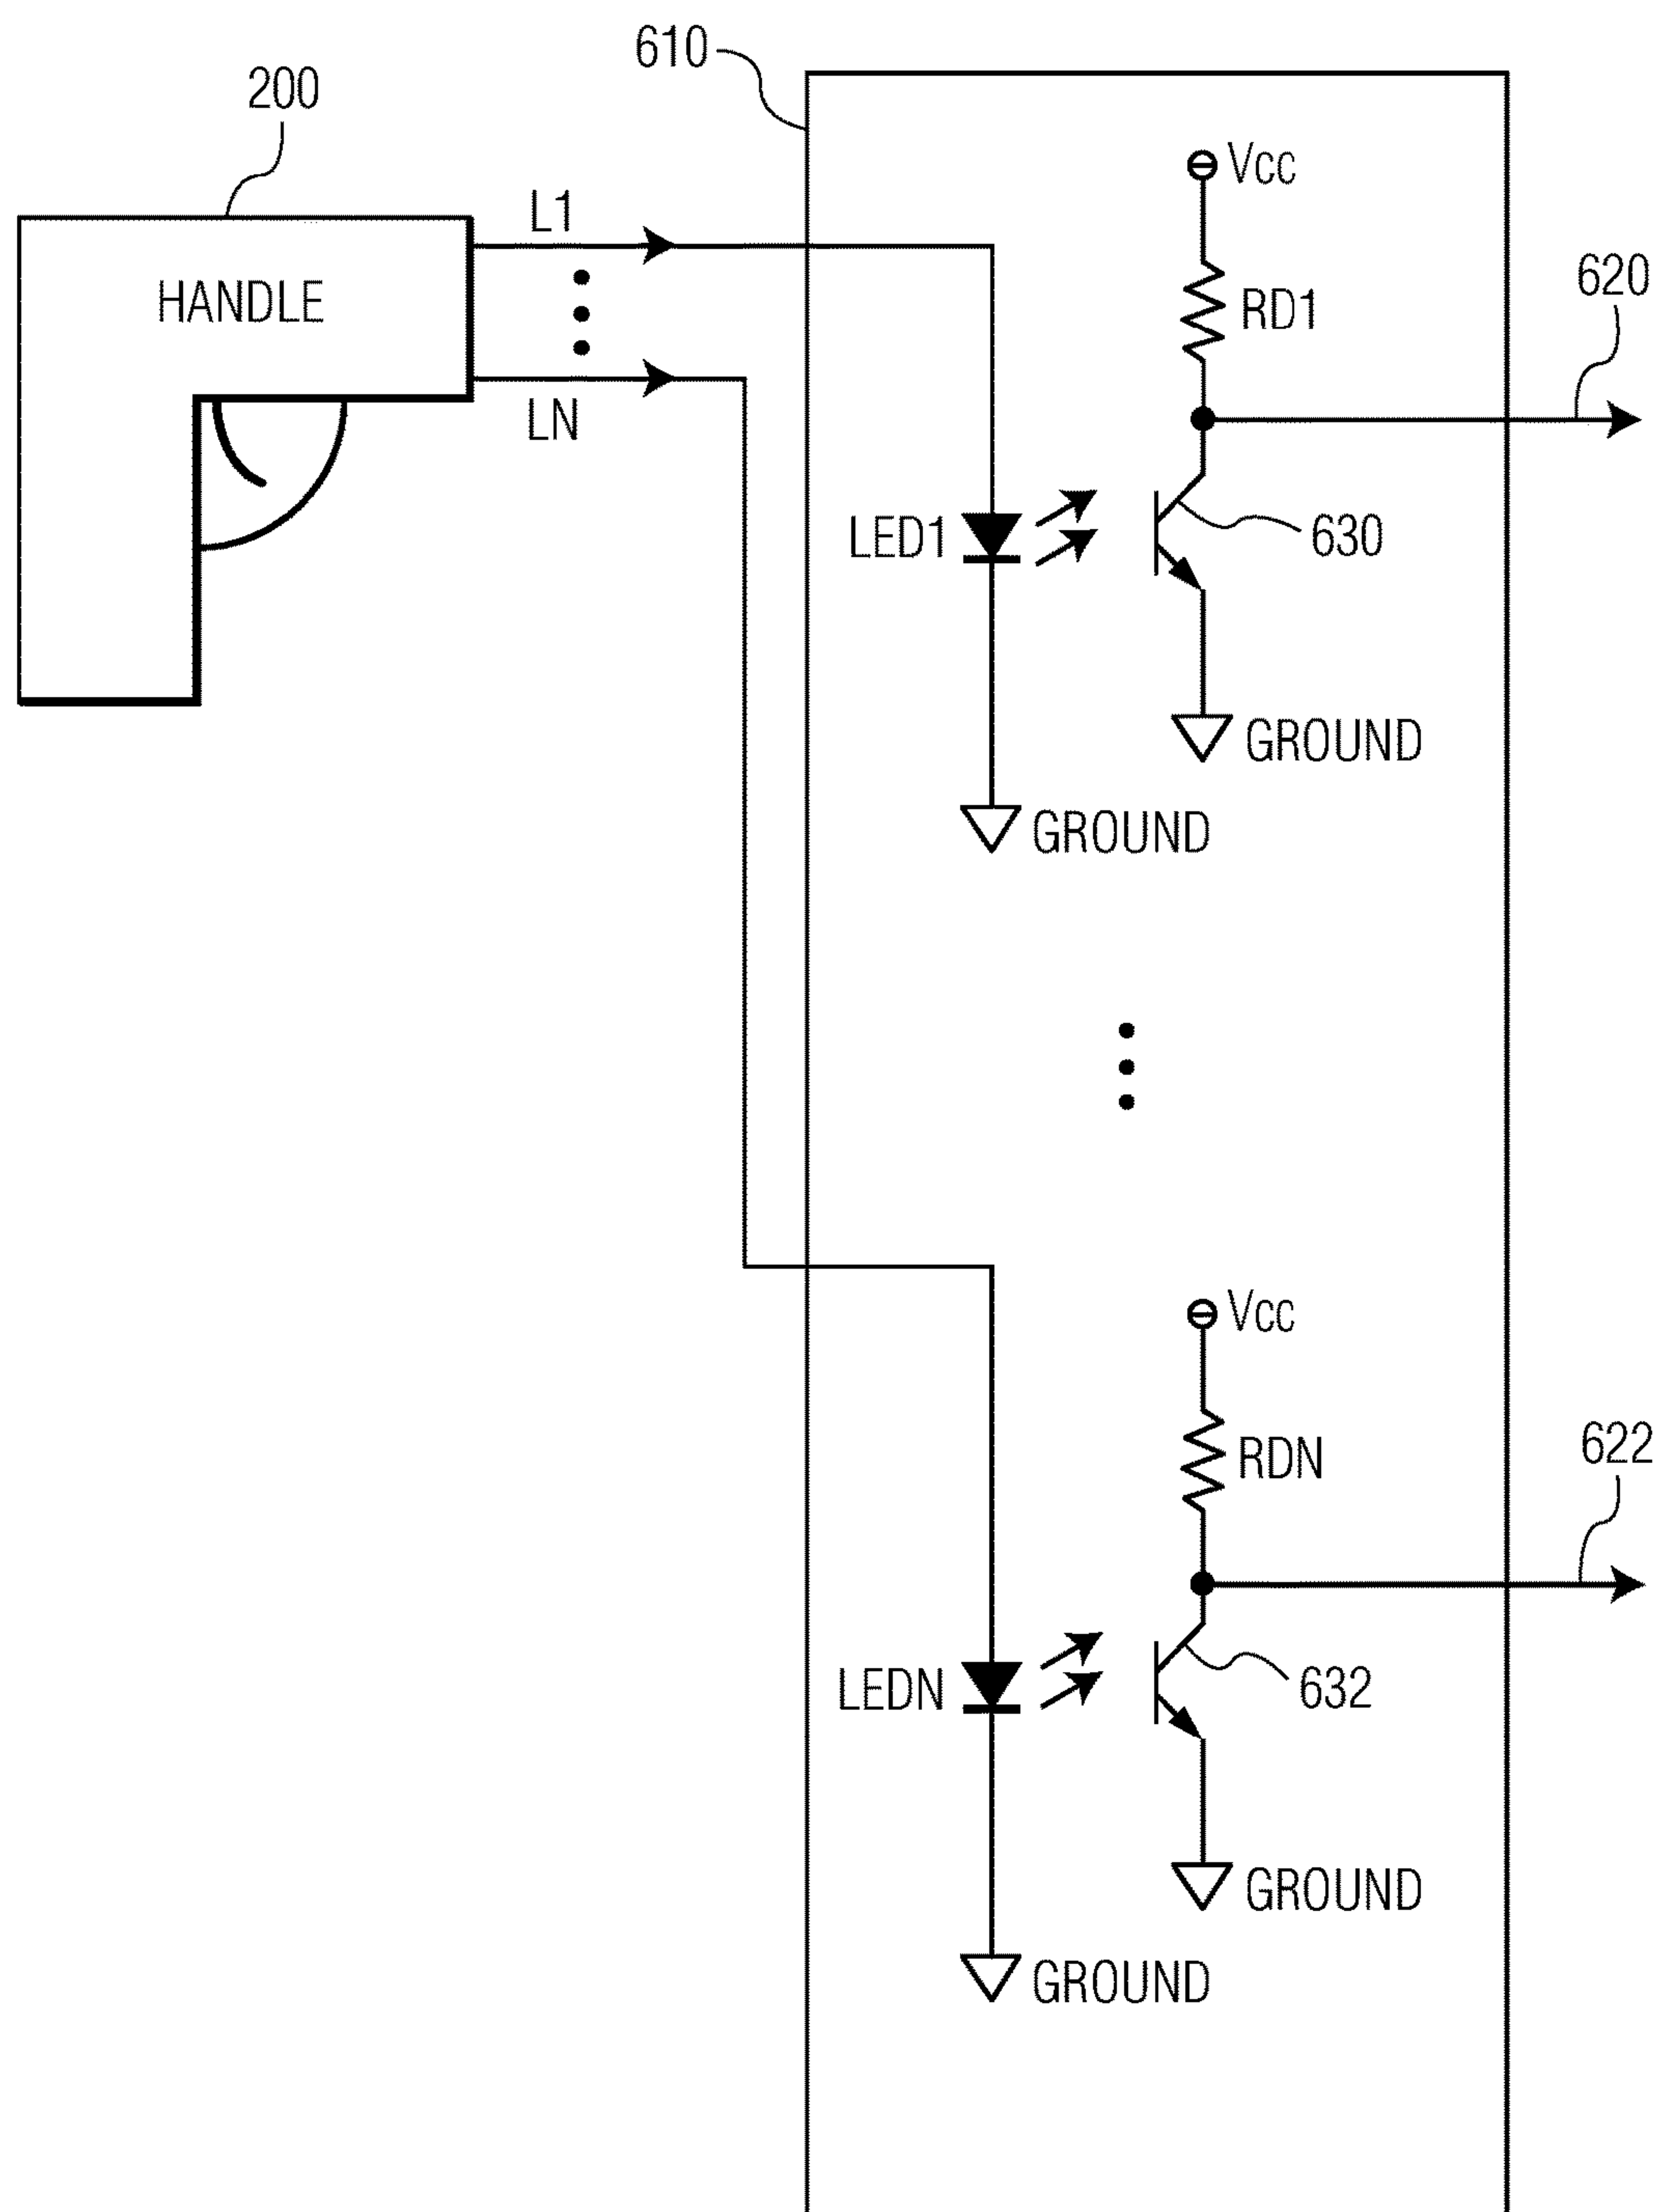 610
200
VCC
L1
HANDLE
RD1
620
LN
LED1
630
GROUND
GROUND
VCC
RDN
622
LEDN
632
GROUND
GROUND